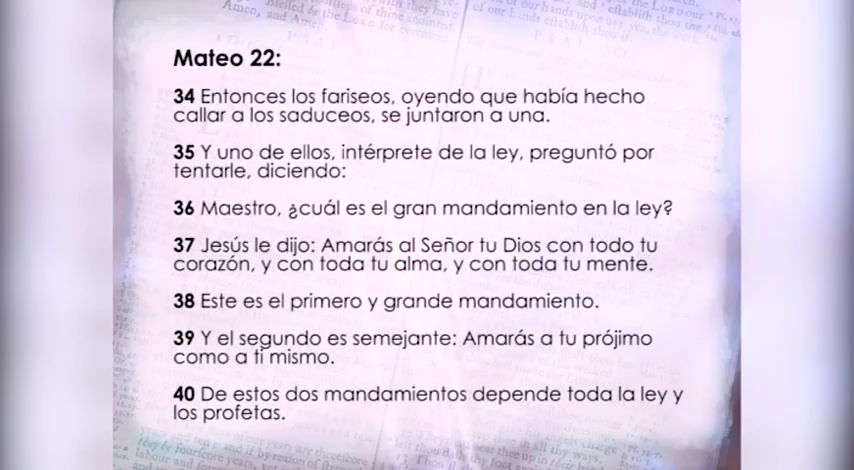 Mateo 22:
34 Entonces los fariseos, oyendo que había hecho
callar a los saduceos, se juntaron a una.
35 Y uno de ellos, intérprete de la ley, preguntó por
tentarle, diciendo:
36 Maestro, ¿cuál es el gran mandamiento en la ley?
37 Jesús le dijo: Amarás al Señor tu Dios con todo tu
corazón, y con toda tu alma, y con toda tu mente.
38 Este es el primero y grande mandamiento.
39 Y el segundo es semejante: Amarás a tu prójimo
como a ti mismo.
40 De estos dos mandamientos depende toda la ley y
los profetas.